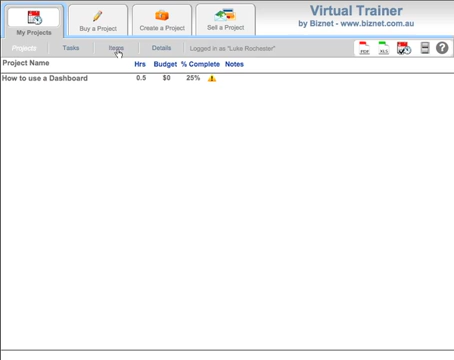 My Projects
Buy a Project
Create a Project
Sell a Project
Virtual Trainer
by Biznet - www.biznet.com.au
Projects Tasks Items Details Logged in as "Luke Rochester"
PDF XLS ?
Project Name Hrs Budget % Complete Notes
How to use a Dashboard 0.5 $0 25%